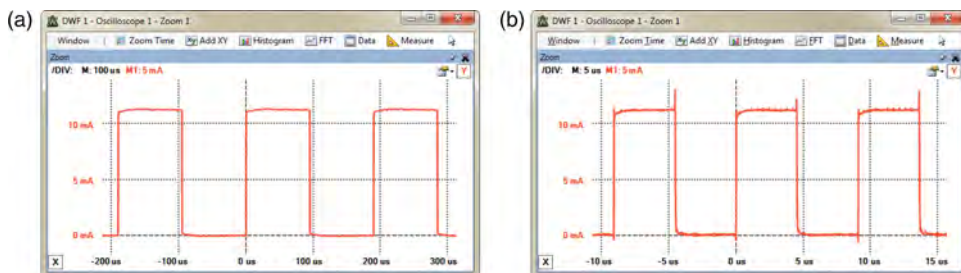 (a)
DWF 1 - Oscilloscope 1 - Zoom 1
Window Zoom Time Add XY Histogram FFT Data Measure
Zoom
/DIV: M: 100 us M1: 5 mA Y
10 mA
5 mA
0 mA
X -200 us -100 us 0 us 100 us 200 us 300 us
(b)
DWF 1 - Oscilloscope 1 - Zoom 1
Window Zoom Time Add XY Histogram FFT Data Measure
Zoom
/DIV: M: 5 us M1: 5 mA Y
10 mA
5 mA
0 mA
X -10 us -5 us 0 us 5 us 10 us 15 us